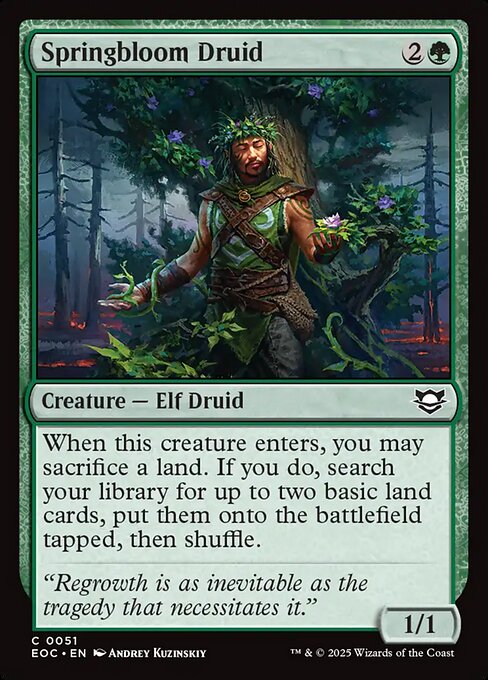 Springbloom Druid 2
Creature — Elf Druid
When this creature enters, you may
sacrifice a land. If you do, search
your library for up to two basic land
cards, put them onto the battlefield
tapped, then shuffle.
“Regrowth is as inevitable as the
tragedy that necessitates it.”
1/1
C 0051
EOC • EN Andrey Kuzinskiy
™ & © 2025 Wizards of the Coast